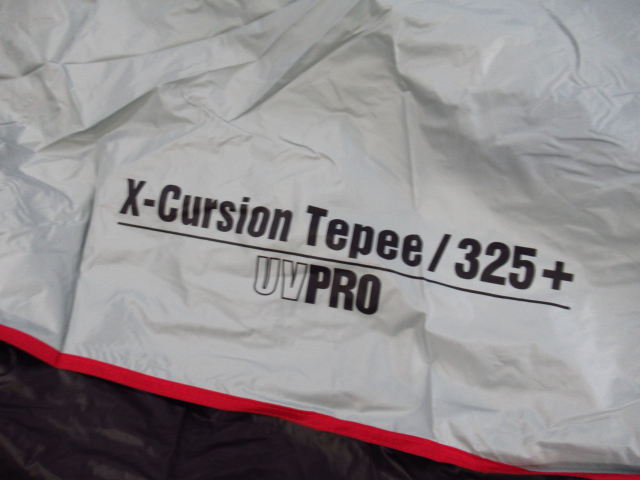 X-Cursion Tepee / 325+
UVPRO